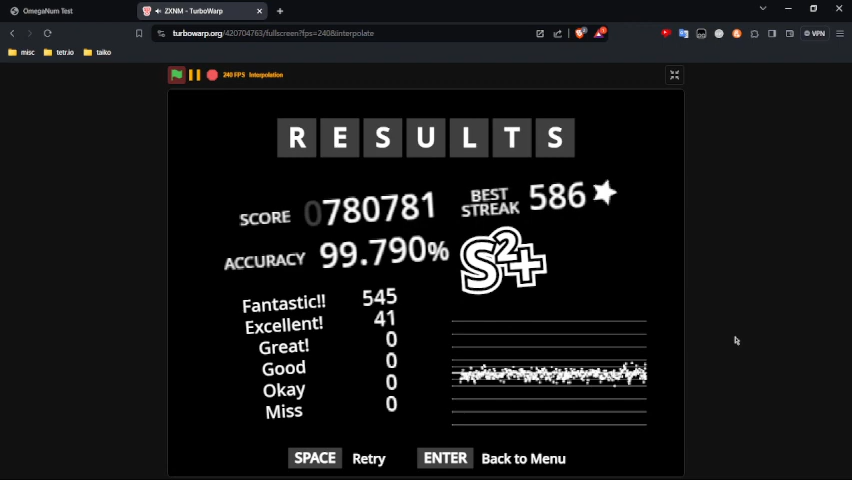 OmegaNum Test
ZXNM - TurboWarp
turbowarp.org/420704763/fullscreen?fps=240&interpolate
VPN
misc
tetr.io
taiko
240 FPS Interpolation
RESULTS
SCORE 0780781
BEST STREAK 586
ACCURACY 99.790%
S2+
Fantastic!! 545
Excellent! 41
Great! 0
Good 0
Okay 0
Miss 0
SPACE Retry ENTER Back to Menu